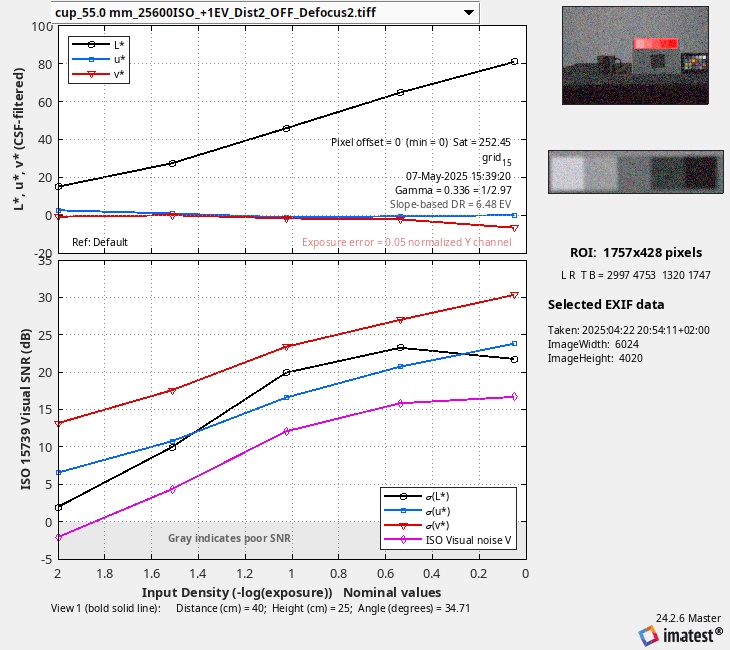 cup_55.0 mm_25600ISO_+1EV_Dist2_OFF_Defocus2.tiff
100
80
60
40
20
0
-20
L*, u*, v* (CSF-filtered)
L*
u*
v*
Pixel offset = 0 (min = 0) Sat = 252.45
grid15
07-May-2025 15:39:20
Gamma = 0.336 = 1/2.97
Slope-based DR = 6.48 EV
Ref: Default
Exposure error = 0.05 normalized Y channel
ROI: 1757x428 pixels
L R T B = 2997 4753 1320 1747
Selected EXIF data
Taken: 2025:04:22 20:54:11+02:00
ImageWidth: 6024
ImageHeight: 4020
35
30
25
20
15
10
5
0
-5
ISO 15739 Visual SNR (dB)
σ(L*)
σ(u*)
σ(v*)
ISO Visual noise V
Gray indicates poor SNR
2 1.8 1.6 1.4 1.2 1 0.8 0.6 0.4 0.2 0
Input Density (-log(exposure)) Nominal values
View 1 (bold solid line): Distance (cm) = 40; Height (cm) = 25; Angle (degrees) = 34.71
24.2.6 Master
imatest®